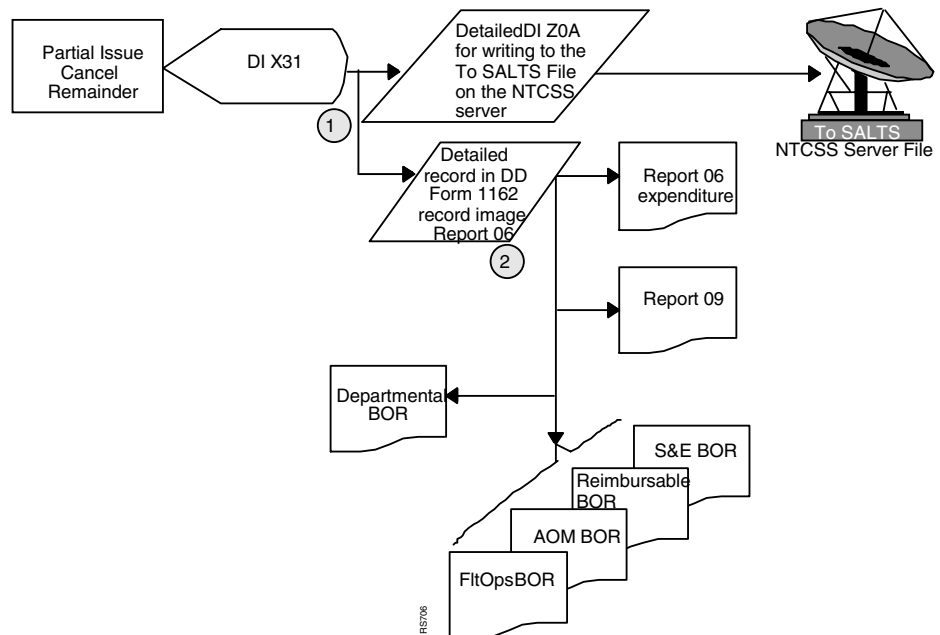 Partial Issue
Cancel
Remainder
DI X31
DetailedDI Z0A
for writing to the
To SALTS File
on the NTCSS
server
To SALTS
NTCSS Server File
1
Detailed
record in DD
Form 1162
record image
Report 06
2
Report 06
expenditure
Report 09
Departmental
BOR
S&E BOR
Reimbursable
BOR
AOM BOR
FltOpsBOR
RS706